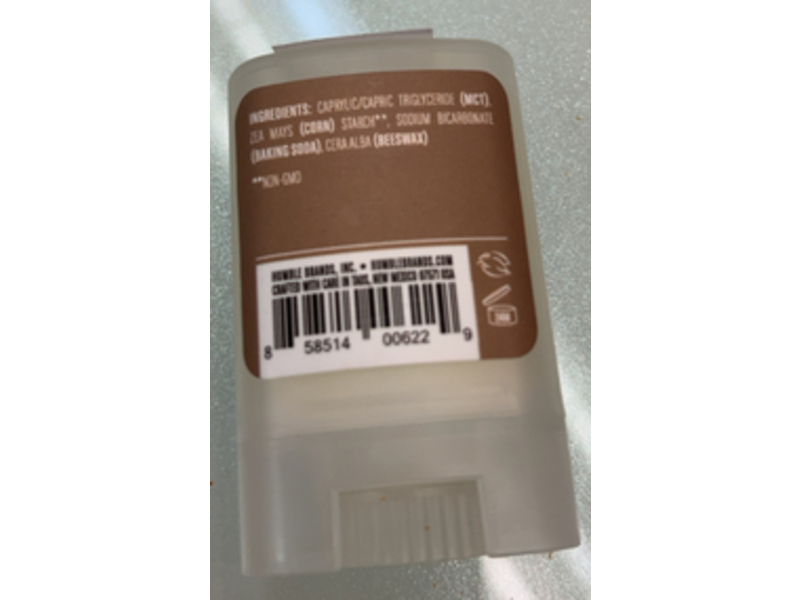 INGREDIENTS: CAPRYLIC/CAPRIC TRIGLYCERIDE (MCT),
ZEA MAYS (CORN) STARCH**, SODIUM BICARBONATE
(BAKING SODA), CERA ALBA (BEESWAX)
**NON-GMO
HUMBLE BRANDS, INC. • HUMBLEBRANDS.COM
CRAFTED WITH CARE IN TAOS, NEW MEXICO 87571 USA
8 58514 00622 9